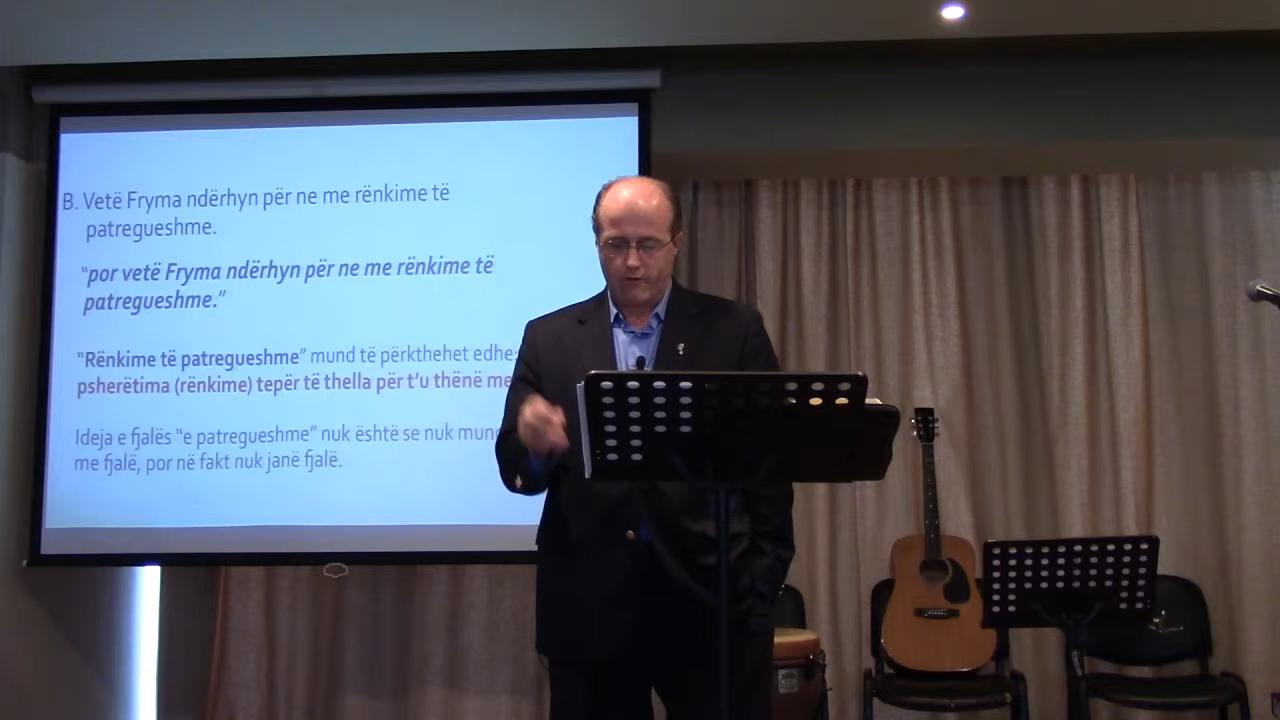 B. Vetë Fryma ndërhyn për ne me rënkime të
patregueshme.
“por vetë Fryma ndërhyn për ne me rënkime të
patregueshme.”
“Rënkime të patregueshme” mund të përkthehet edhe
psherëtima (rënkime) tepër të thella për t’u thënë me
Ideja e fjalës “e patregueshme” nuk është se nuk mund
me fjalë, por në fakt nuk janë fjalë.